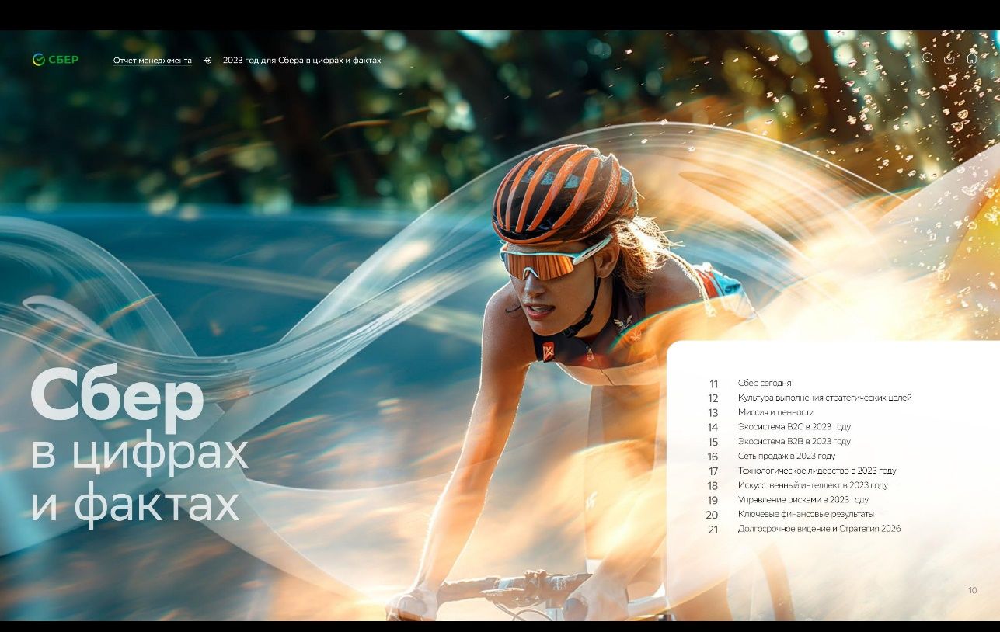 СБЕР
Отчет менеджмента
2023 год для Сбера в цифрах и фактах
Сбер
в цифрах
и фактах
11 Сбер сегодня
12 Культура выполнения стратегических целей
13 Миссия и ценности
14 Экосистема B2C в 2023 году
15 Экосистема B2B в 2023 году
16 Сеть продаж в 2023 году
17 Технологическое лидерство в 2023 году
18 Искусственный интеллект в 2023 году
19 Управление рисками в 2023 году
20 Ключевые финансовые результаты
21 Долгосрочное видение и Стратегия 2026
10